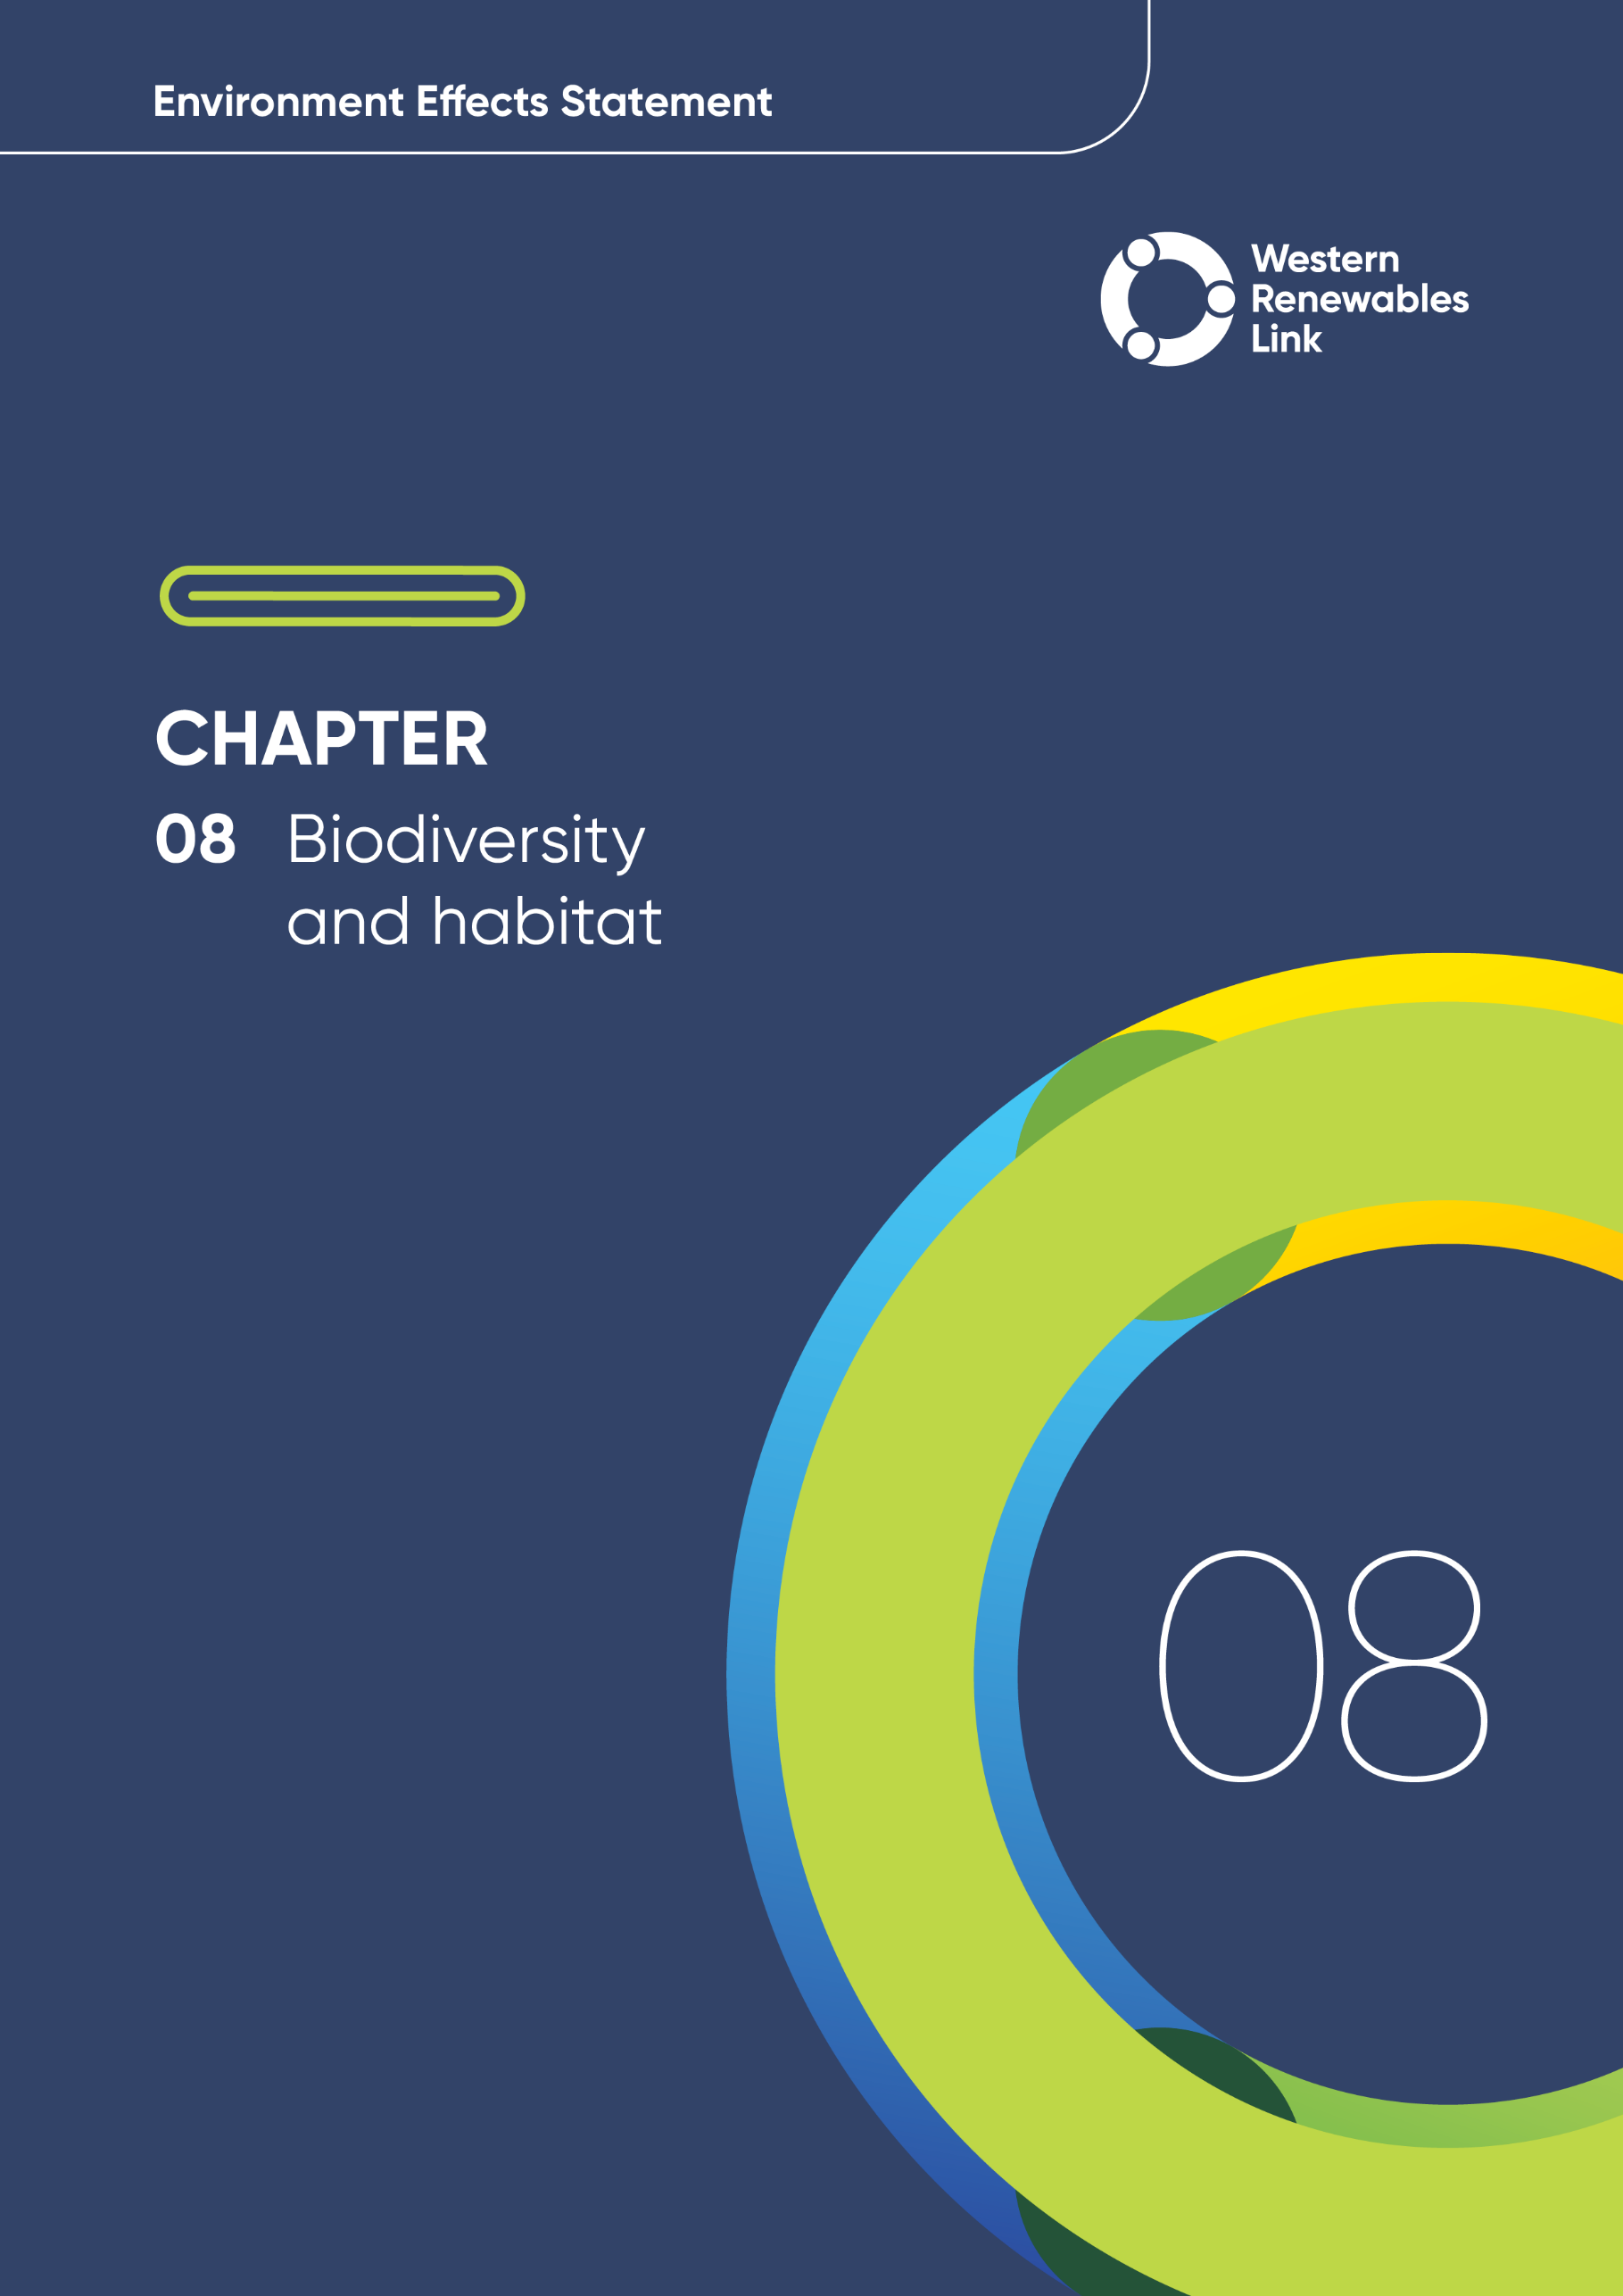 Environment Effects Statement
Western
Renewables
Link
CHAPTER
08 Biodiversity
and habitat
08